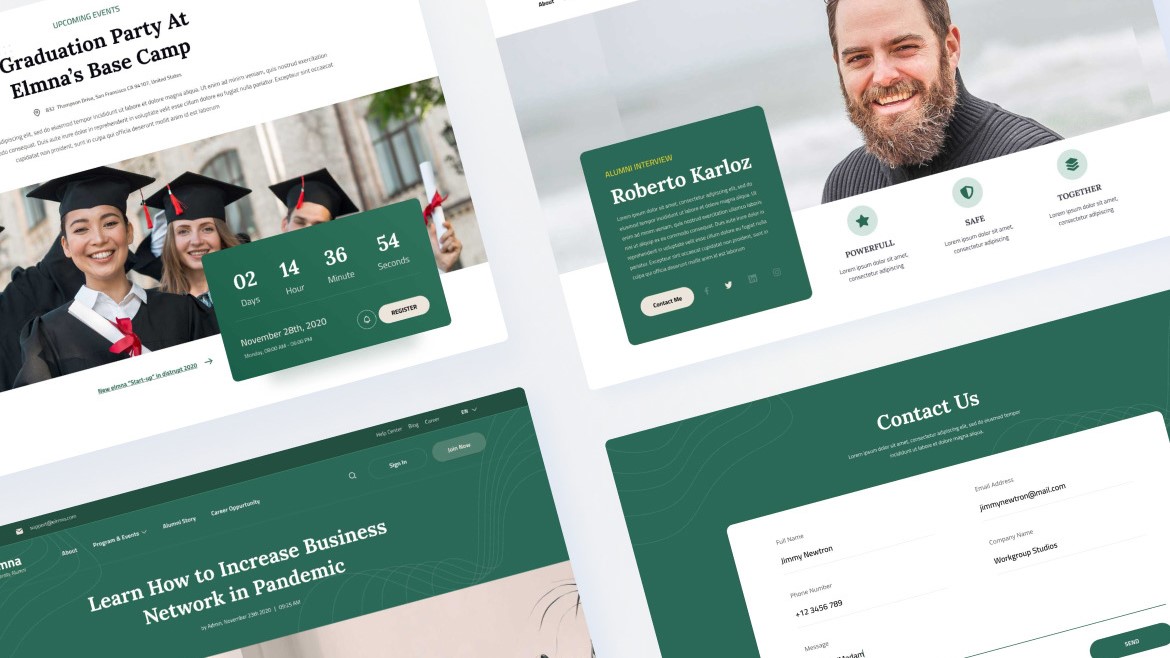 UPCOMING EVENTS
Graduation Party At
Elmna's Base Camp
832 Thompson Drive, San Francisco CA 94107, United States
adipiscing elit, sed do eiusmod tempor incididunt ut labore et dolore magna aliqua. Ut enim ad minim veniam, quis nostrud exercitation
consequat. Duis aute irure dolor in reprehenderit in voluptate velit esse cillum dolore eu fugiat nulla pariatur. Excepteur sint occaecat
cupidatat non proident, sunt in culpa qui officia deserunt mollit anim id est laborum
02
Days
14
Hour
36
Minute
54
Seconds
November 28th, 2020
REGISTER
New elmna "Start-up" in distrupt 2020
About
ALUMNI INTERVIEW
Roberto Karloz
Lorem ipsum dolor sit amet, consectetur adipiscing elit, sed do
eiusmod tempor incididunt ut labore et dolore magna aliqua. Ut
enim ad minim veniam, quis nostrud exercitation ullamco laboris
nisi ut aliquip ex ea commodo consequat. Duis aute irure dolor in
reprehenderit in voluptate velit esse cillum dolore eu fugiat nulla
pariatur. Excepteur sint occaecat cupidatat non proident, sunt in
culpa qui officia deserunt mollit anim id est laborum
Contact Me
POWERFULL
Lorem ipsum dolor sit amet,
consectetur adipiscing
SAFE
Lorem ipsum dolor sit amet,
consectetur adipiscing
TOGETHER
Lorem ipsum dolor sit amet,
consectetur adipiscing
support@elmna.com
Help Center
Blog
Career
EN
About
Program & Events
Alumni Story
Career Oppurtunity
Sign In
Join Now
Learn How to Increase Business
Network in Pandemic
by Admin, November 23th 2020 | 09:25 AM
Contact Us
Lorem ipsum dolor sit amet, consectetur adipiscing elit, sed do eiusmod tempor
incididunt ut labore et dolore magna aliqua.
Full Name
Jimmy Newtron
Email Address
jimmynewtron@mail.com
Phone Number
+12 3456 789
Company Name
Workgroup Studios
Message
SEND